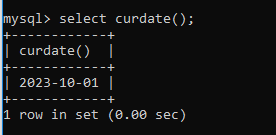 mysql> select curdate();
+------------+
| curdate()  |
+------------+
| 2023-10-01 |
+------------+
1 row in set (0.00 sec)